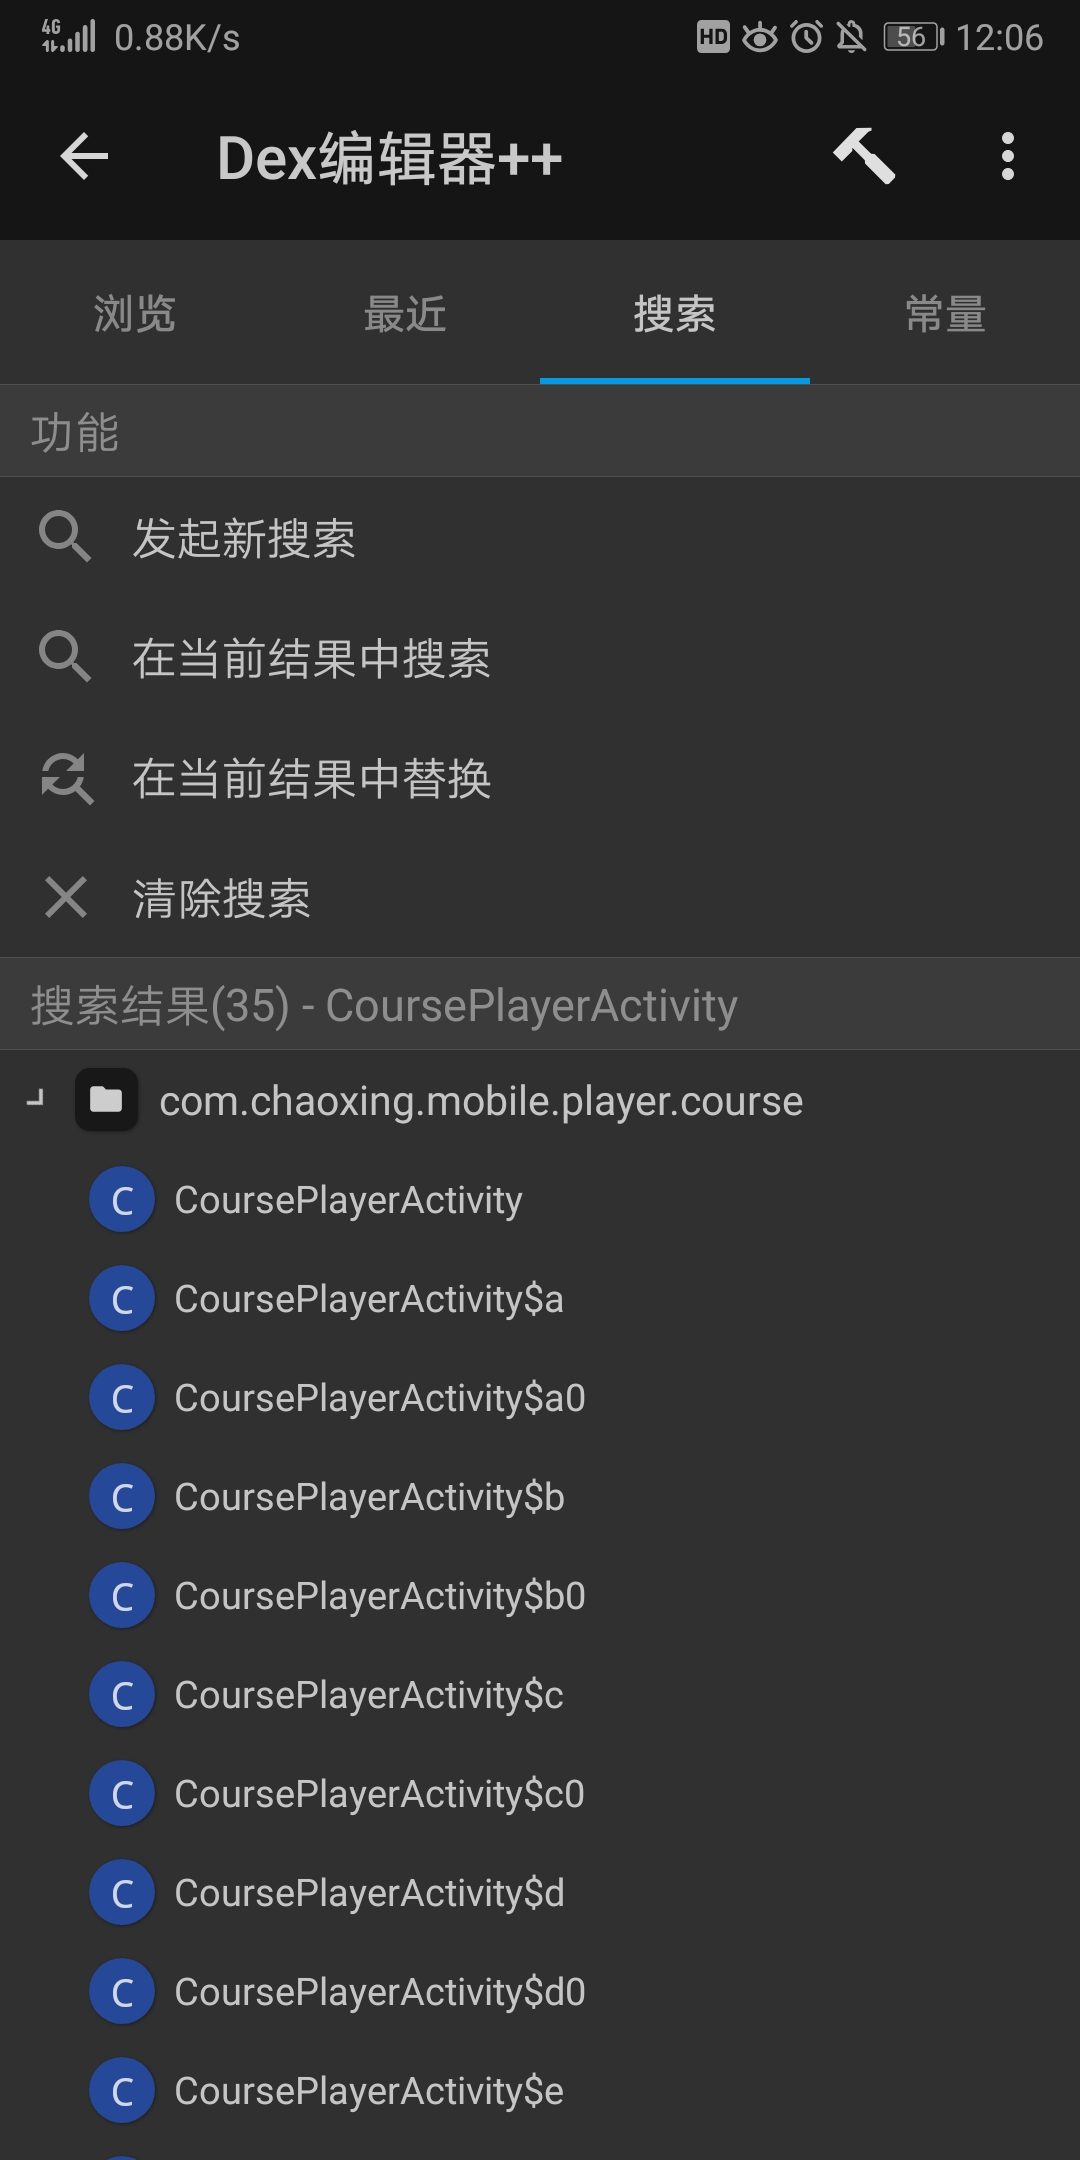 4G 0.88K/s HD 56 12:06
Dex编辑器++
浏览 最近 搜索 常量
功能
发起新搜索
在当前结果中搜索
在当前结果中替换
清除搜索
搜索结果(35) - CoursePlayerActivity
com.chaoxing.mobile.player.course
C CoursePlayerActivity
C CoursePlayerActivity$a
C CoursePlayerActivity$a0
C CoursePlayerActivity$b
C CoursePlayerActivity$b0
C CoursePlayerActivity$c
C CoursePlayerActivity$c0
C CoursePlayerActivity$d
C CoursePlayerActivity$d0
C CoursePlayerActivity$e